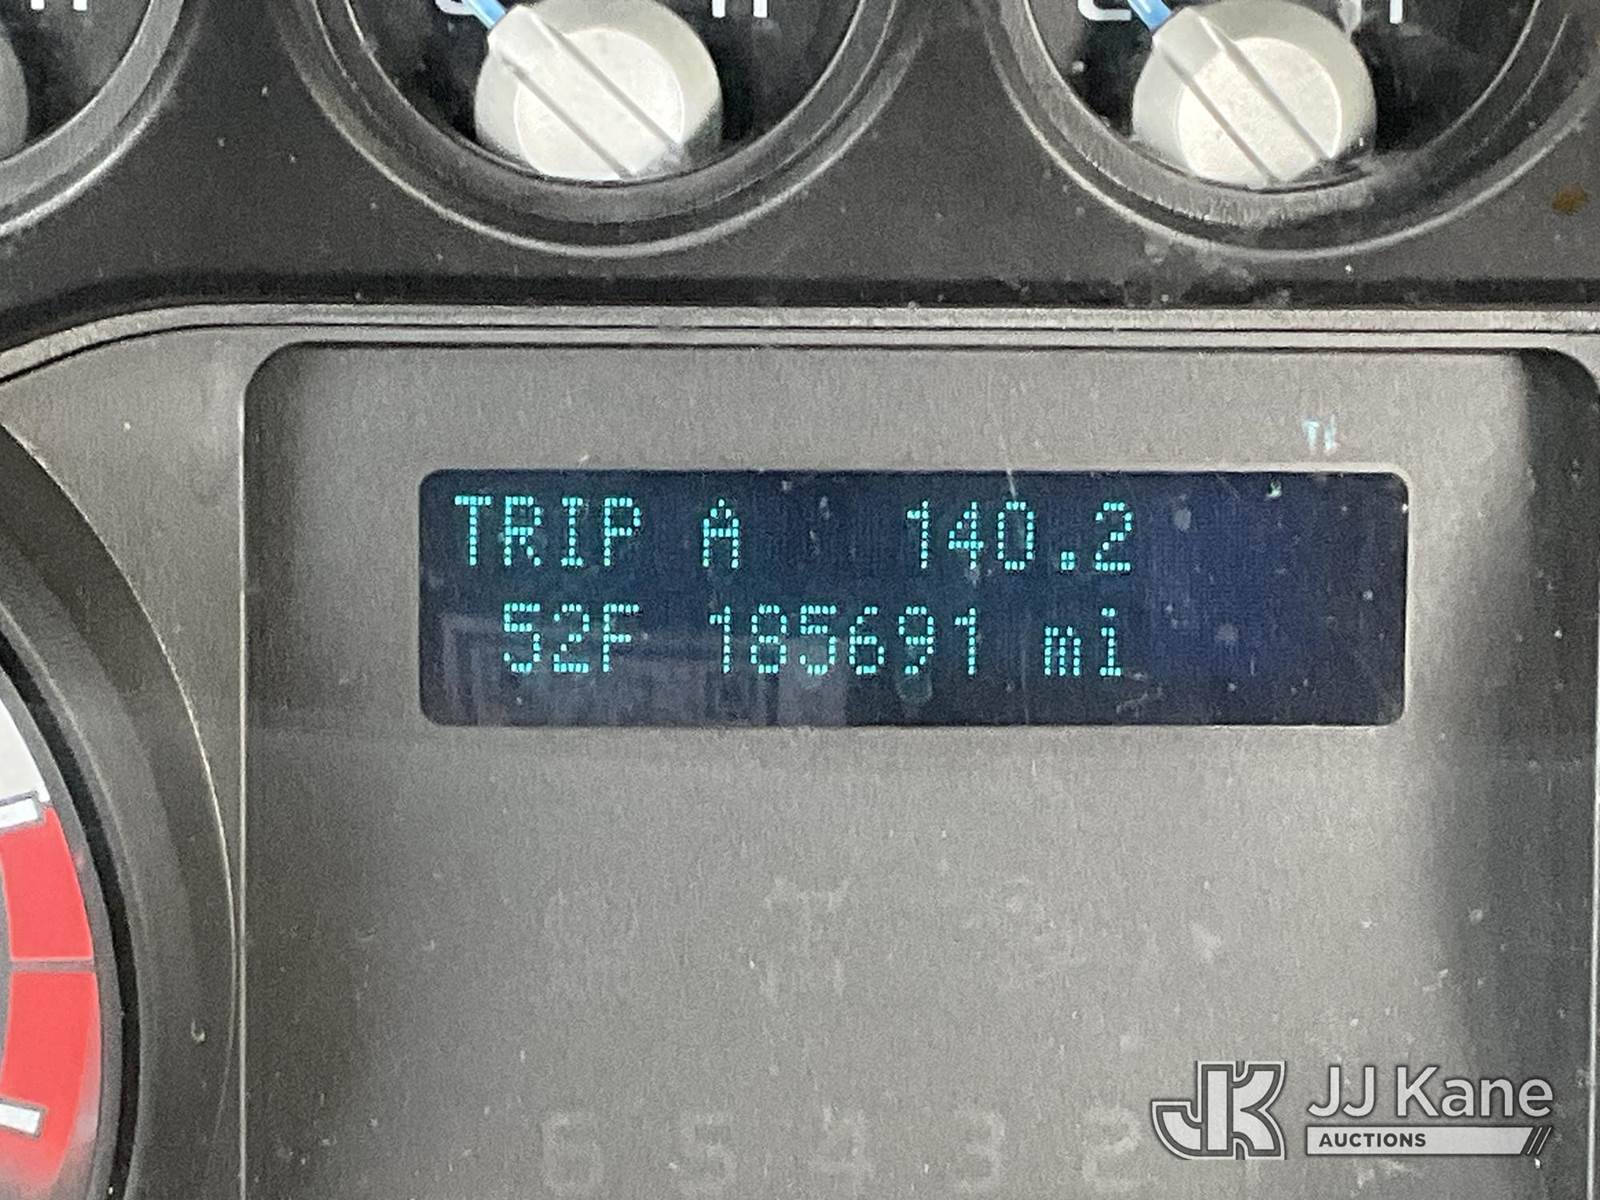 H
C H
C H
TRIP A 140.2
52F 185691 mi
JJ Kane
AUCTIONS